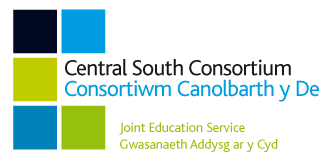 Central South Consortium
Consortiwm Canolbarth y De
Joint Education Service
Gwasanaeth Addysg ar y Cyd